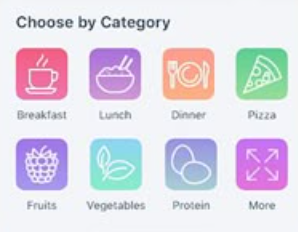 Choose by Category
Breakfast Lunch Dinner Pizza
Fruits Vegetables Protein More